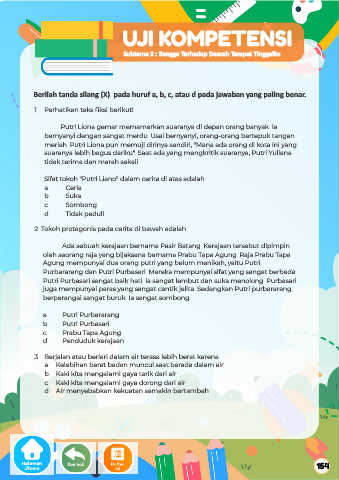 UJI KOMPETENSI
Subtema 2 : Bangga Terhadap Daerah Tempat Tinggalku
Berilah tanda silang (X) pada huruf a, b, c, atau d pada jawaban yang paling benar.
1 Perhatikan teks fiksi berikut!
Putri Liona gemar memamerkan suaranya di depan orang banyak Ia
bernyanyi dengan sangat merdu Usai bernyanyi, orang-orang bertepuk tangan
meriah Putri Liona pun memuji dirinya sendiri, "Mana ada orang di kota ini yang
suaranya lebih bagus dariku" Saat ada yang mengkritik suaranya, Putri Yuliana
tidak terima dan marah sekali
Sifat tokoh "Putri Liana" dalam cerita di atas adalah
a Ceria
b Suka
c Sombong
d Tidak peduli
2 Tokoh protagonis pada cerita di bawah adalah
Ada sebuah kerajaan bernama Pasir Batang Kerajaan tersebut dipimpin
oleh seorang raja yang bijaksana bernama Prabu Tapa Agung Raja Prabu Tapa
Agung mempunyai dua orang putri yang belum menikah, yaitu Putri
Purbararang dan Putri Purbasari Mereka mempunyai sifat yang sangat berbeda
Putri Purbasari sangat baik hati Ia sangat lembut dan suka menolong Purbasari
juga mempunyai paras yang sangat cantik jelita Sedangkan Putri purbararang
berperangai sangat buruk Ia sangat sombong
a Putri Purbararang
b Putri Purbasari
c Prabu Tapa Agung
d Penduduk kerajaan
3 Berjalan atau berlari dalam air terasa lebih berat karena
a Kelebihan berat badan muncul saat berada dalam air
b Kaki kita mengalami gaya tarik dari air
c Kaki kita mengalami gaya dorong dari air
d Air menyebabkan kekuatan semakin bertambah
Halaman
Utama
164